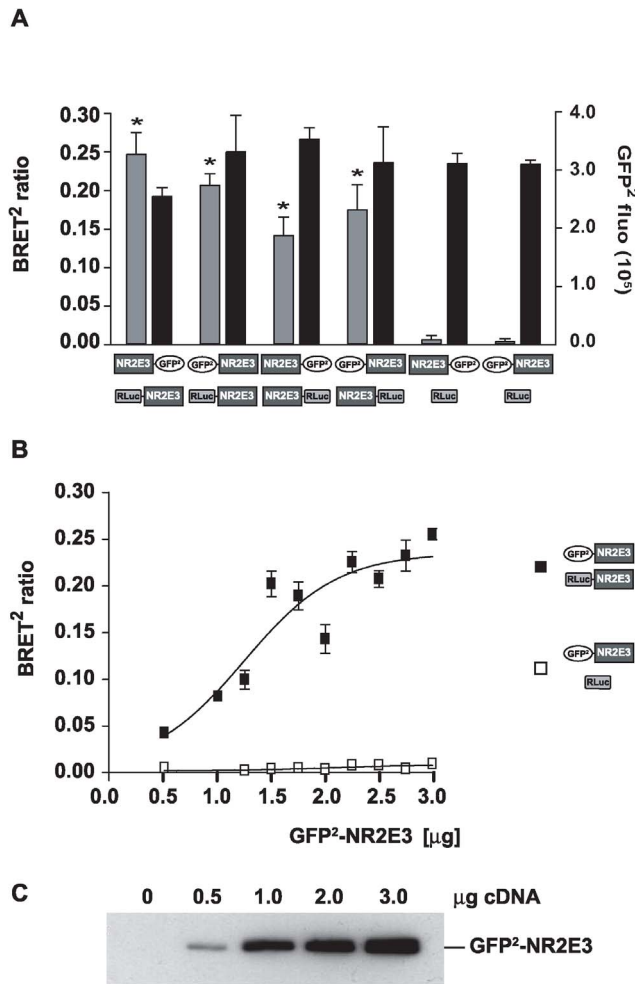 A
BRET² ratio
0.30
0.25
0.20
0.15
0.10
0.05
0.00
* * * *
4.0
3.0
2.0
1.0
0.0
GFP² fluo (10⁵)
NR2E3 GFP² GFP² NR2E3 NR2E3 GFP² GFP² NR2E3 NR2E3 GFP² GFP² NR2E3
RLuc NR2E3 RLuc NR2E3 NR2E3 RLuc NR2E3 RLuc RLuc RLuc
B
BRET² ratio
0.30
0.25
0.20
0.15
0.10
0.05
0.00
0.0 0.5 1.0 1.5 2.0 2.5 3.0
GFP²-NR2E3 [µg]
GFP² NR2E3
RLuc NR2E3
GFP² NR2E3
RLuc
C
0 0.5 1.0 2.0 3.0 µg cDNA
GFP²-NR2E3